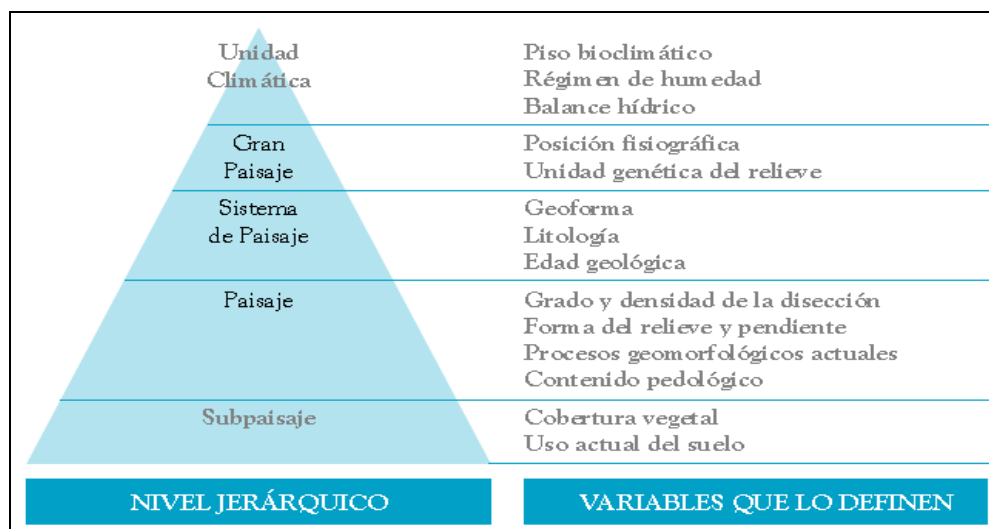 Unidad
Climática
Piso bioclimático
Régimen de humedad
Balance hídrico
Gran
Paisaje
Posición fisiográfica
Unidad genética del relieve
Sistema
de Paisaje
Geoforma
Litología
Edad geológica
Paisaje
Grado y densidad de la disección
Forma del relieve y pendiente
Procesos geomorfológicos actuales
Contenido pedológico
Subpaisaje
Cobertura vegetal
Uso actual del suelo
NIVEL JERÁRQUICO
VARIABLES QUE LO DEFINEN